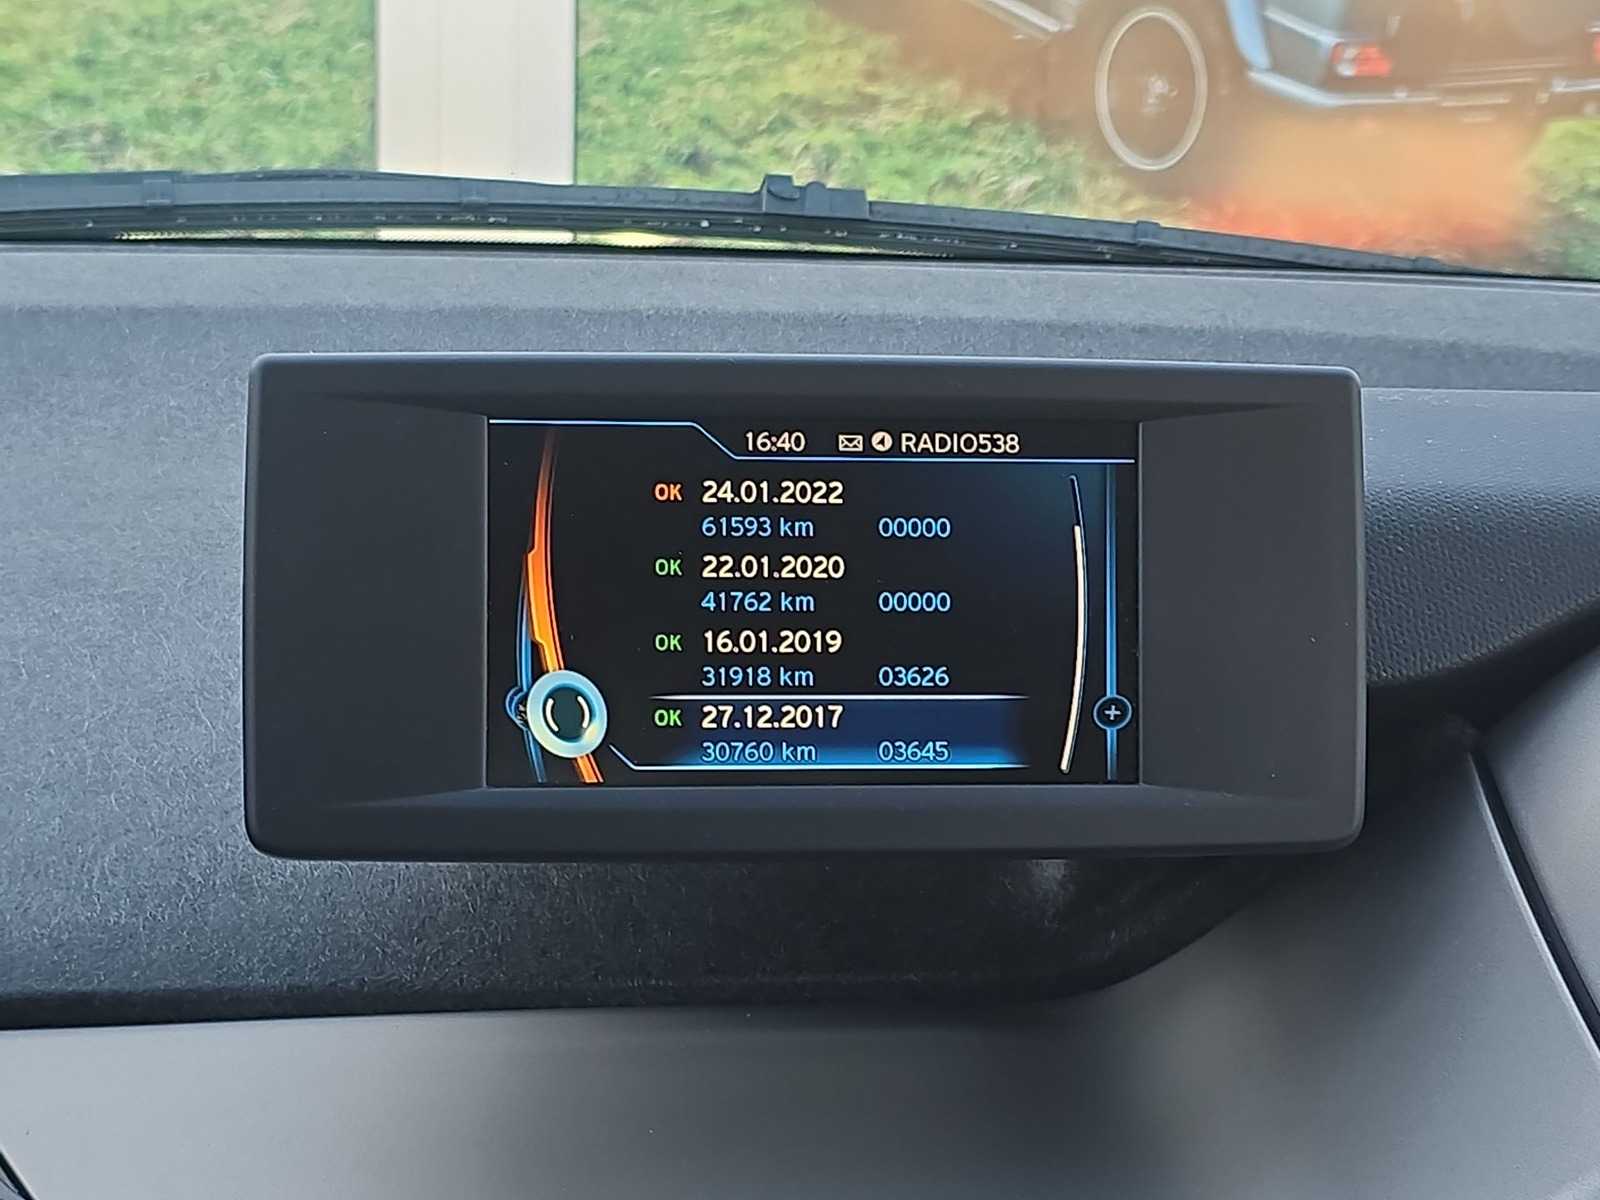 16:40 RADIO538
OK 24.01.2022
61593 km 00000
OK 22.01.2020
41762 km 00000
OK 16.01.2019
31918 km 03626
OK 27.12.2017
30760 km 03645